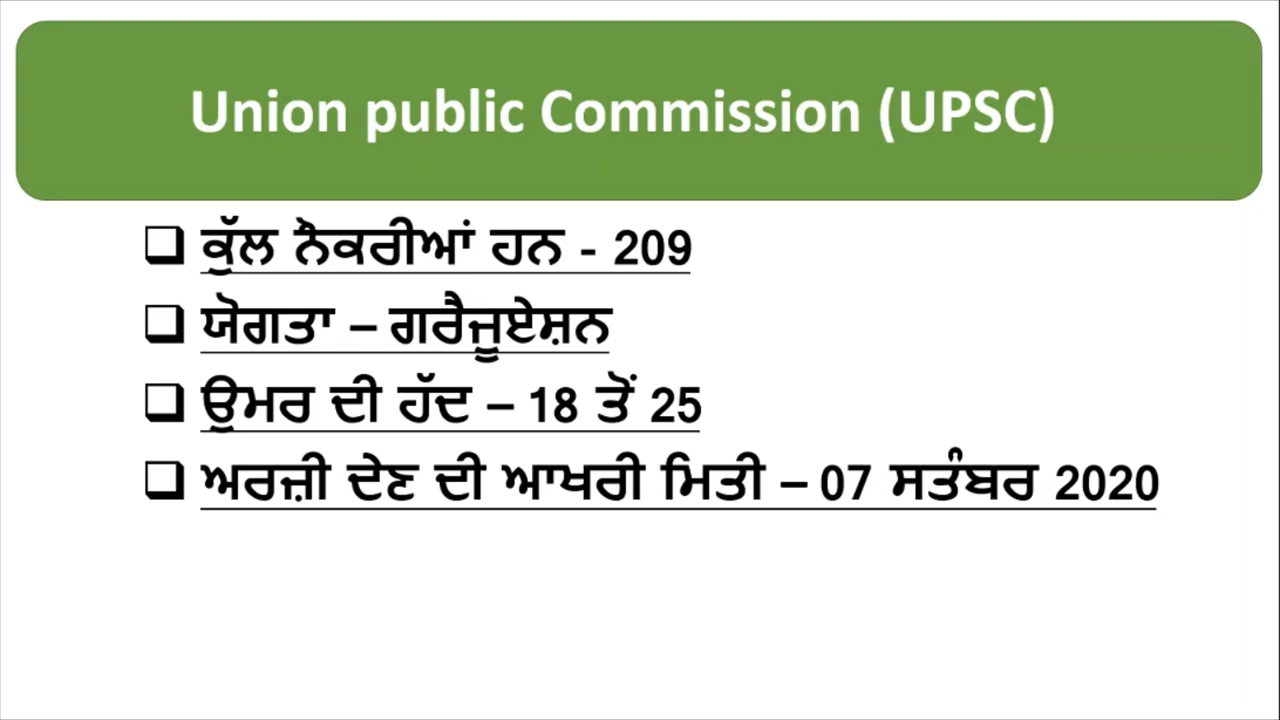 Union public Commission (UPSC)
❑ ਕੁੱਲ ਨੋਕਰੀਆਂ ਹਨ - 209
❑ ਯੋਗਤਾ – ਗਰੈਜੂਏਸ਼ਨ
❑ ਉਮਰ ਦੀ ਹੱਦ – 18 ਤੋਂ 25
❑ ਅਰਜ਼ੀ ਦੇਣ ਦੀ ਆਖਰੀ ਮਿਤੀ – 07 ਸਤੰਬਰ 2020